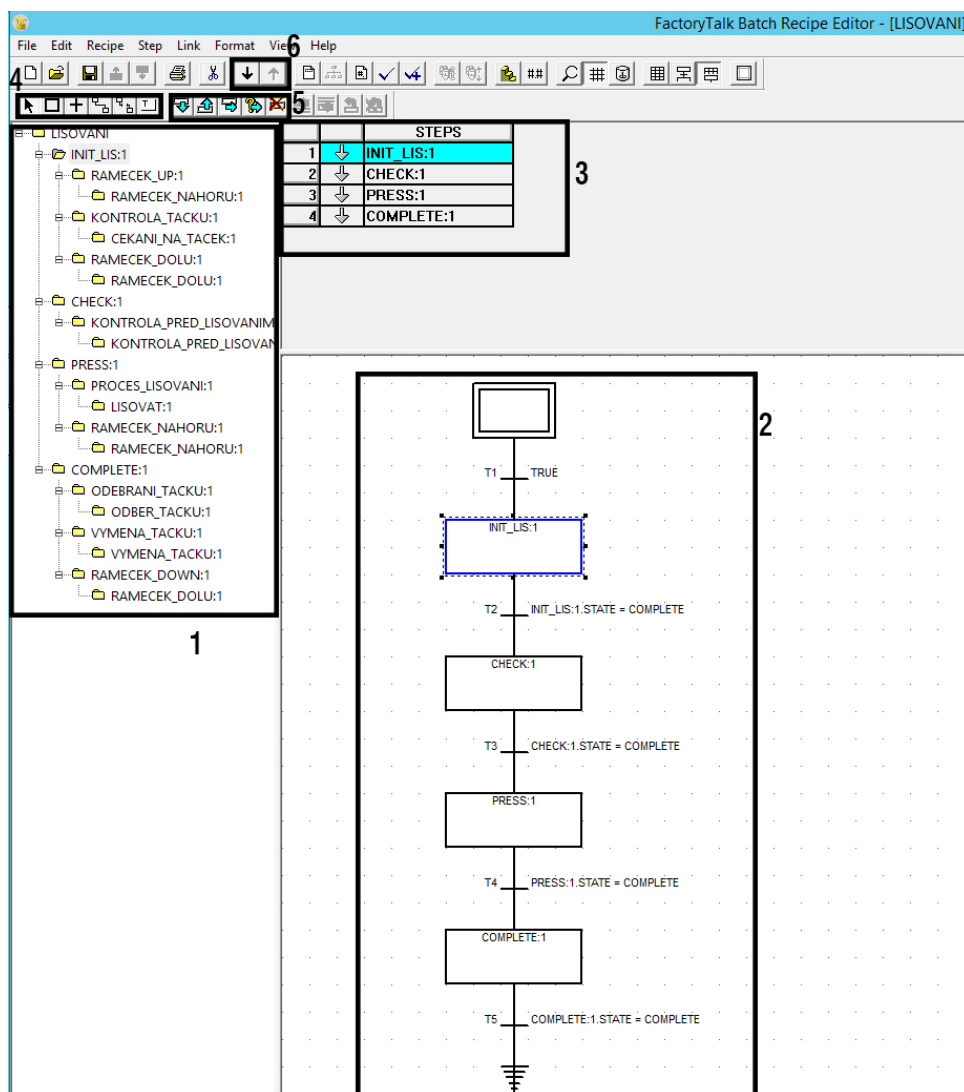 FactoryTalk Batch Recipe Editor - [LISOVANI]
File Edit Recipe Step Link Format View Help
6
4
5
##
#
T
LISOVANI
INIT_LIS:1
RAMECEK_UP:1
RAMECEK_NAHORU:1
KONTROLA_TACKU:1
CEKANI_NA_TACEK:1
RAMECEK_DOLU:1
RAMECEK_DOLU:1
CHECK:1
KONTROLA_PRED_LISOVANIM
KONTROLA_PRED_LISOVAN
PRESS:1
PROCES_LISOVANI:1
LISOVAT:1
RAMECEK_NAHORU:1
RAMECEK_NAHORU:1
COMPLETE:1
ODEBRANI_TACKU:1
ODBER_TACKU:1
VYMENA_TACKU:1
VYMENA_TACKU:1
RAMECEK_DOWN:1
RAMECEK_DOLU:1
1
STEPS
1 INIT_LIS:1
2 CHECK:1
3 PRESS:1
4 COMPLETE:1
3
2
T1 TRUE
INIT_LIS:1
T2 INIT_LIS:1.STATE = COMPLETE
CHECK:1
T3 CHECK:1.STATE = COMPLETE
PRESS:1
T4 PRESS:1.STATE = COMPLETE
COMPLETE:1
T5 COMPLETE:1.STATE = COMPLETE